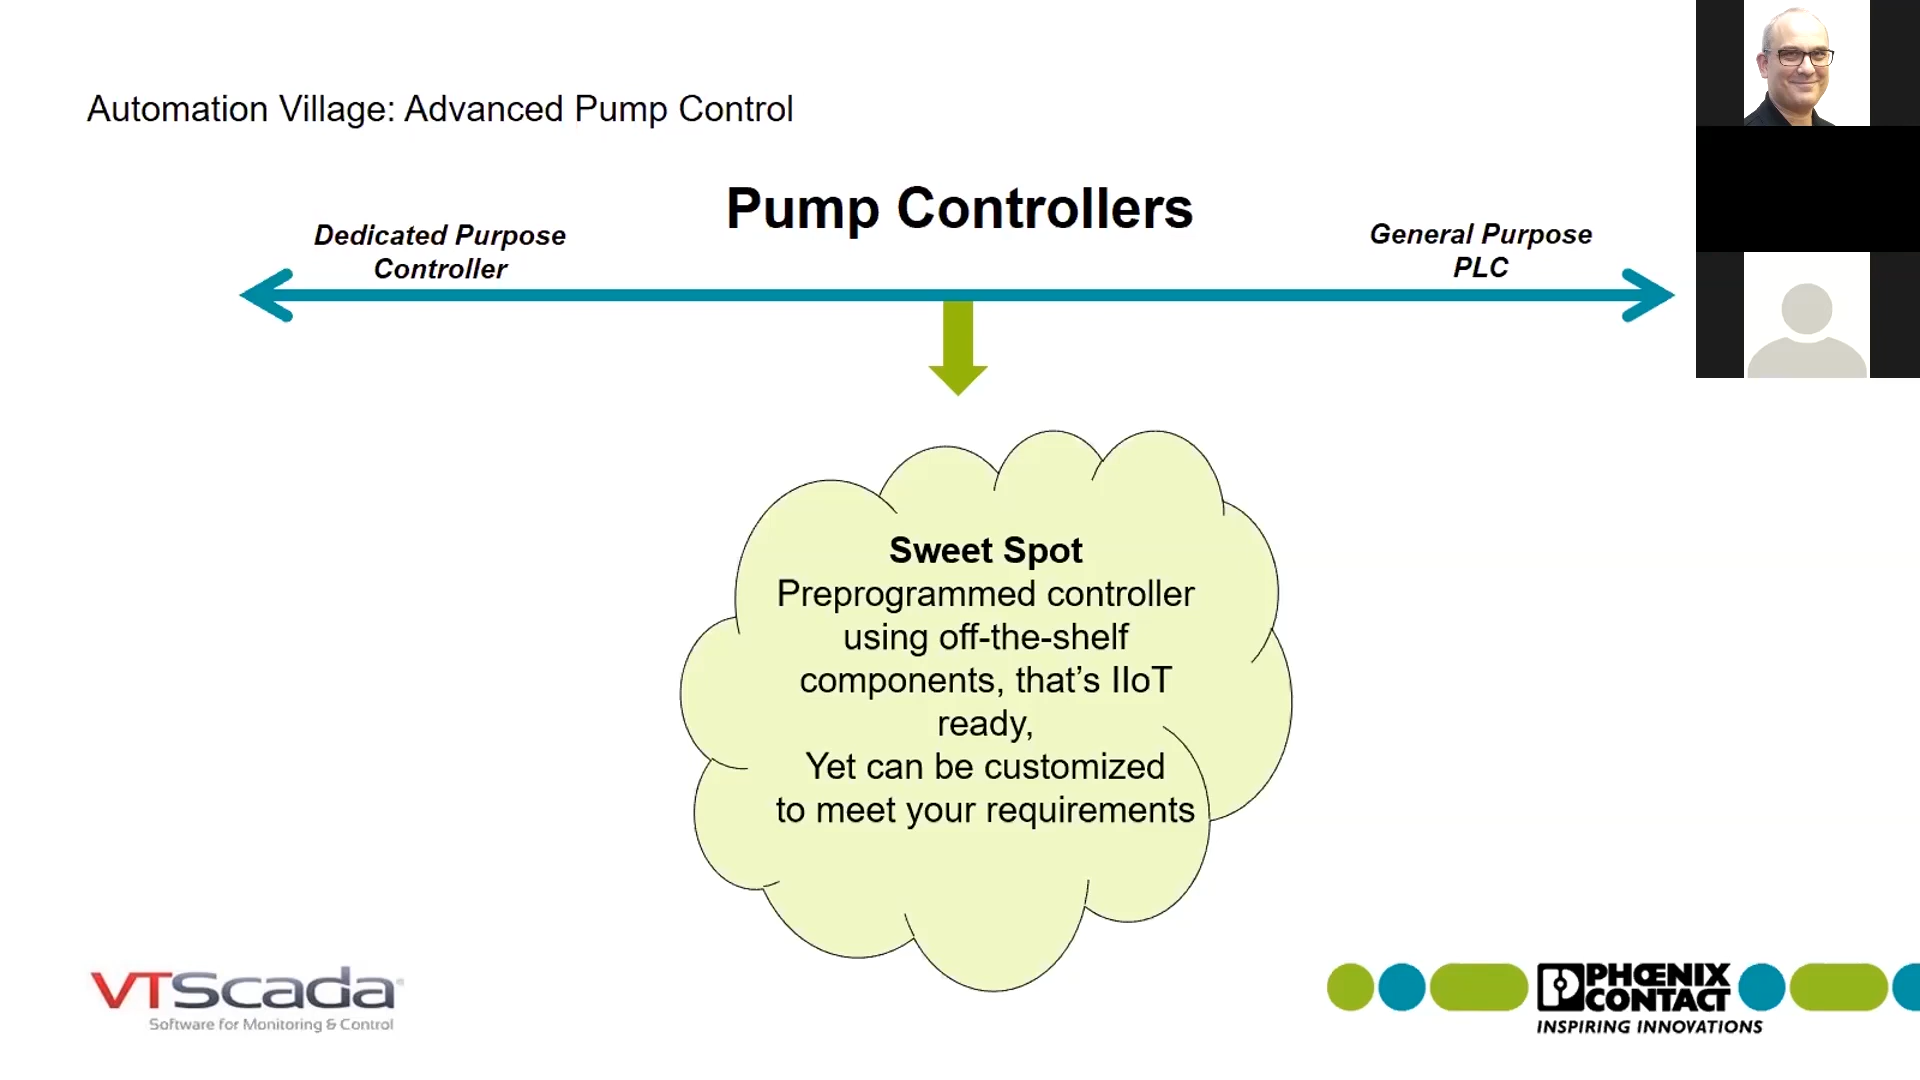 Automation Village: Advanced Pump Control
Pump Controllers
Dedicated Purpose
Controller
General Purpose
PLC
Sweet Spot
Preprogrammed controller
using off-the-shelf
components, that’s IIoT
ready,
Yet can be customized
to meet your requirements
VTScada
Software for Monitoring & Control
PHŒNIX
CONTACT
INSPIRING INNOVATIONS